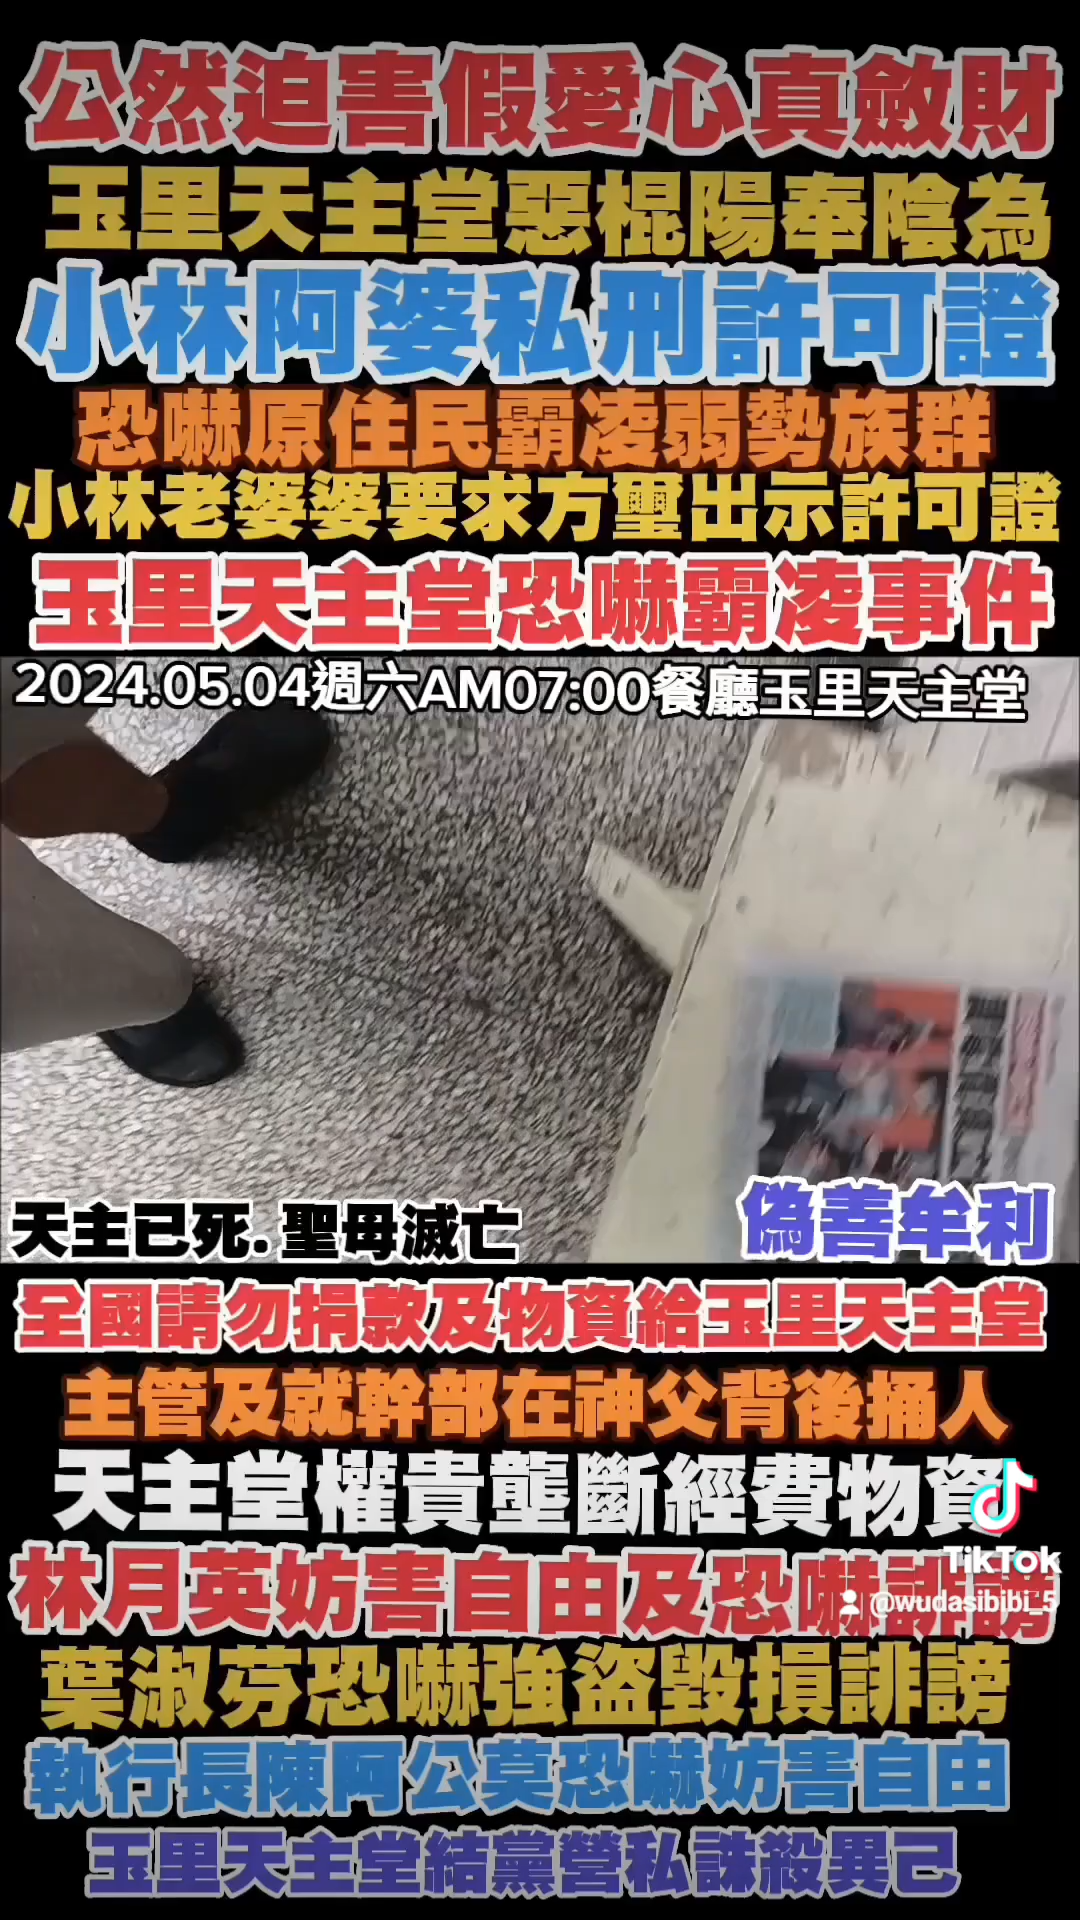 公然迫害假愛心真斂財
玉里天主堂惡棍陽奉陰為
小林阿婆私刑許可證
恐嚇原住民霸凌弱勢族群
小林老婆婆要求方璽出示許可證
玉里天主堂恐嚇霸凌事件
2024.05.04週六AM07:00餐廳玉里天主堂
天主已死.聖母滅亡
偽善牟利
全國請勿捐款及物資給玉里天主堂
主管及就幹部在神父背後捅人
天主堂權貴壟斷經費物資
TikTok
@wudasibibi_5
林月英妨害自由及恐嚇誹謗
葉淑芬恐嚇強盜毀損誹謗
執行長陳阿公莫恐嚇妨害自由
玉里天主堂結黨營私誅殺異己